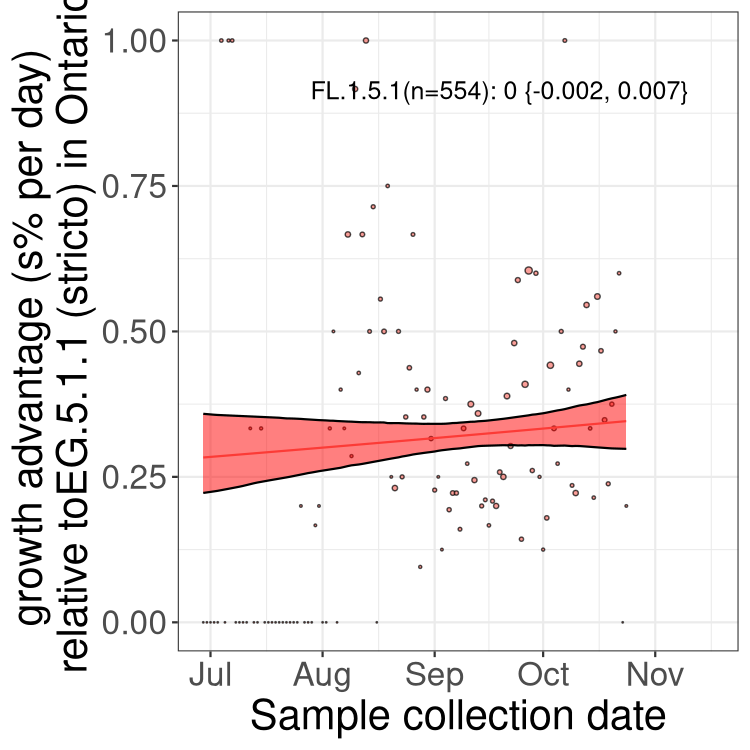 growth advantage (s% per day)
relative toEG.5.1.1 (stricto) in Ontario
1.00
0.75
0.50
0.25
0.00
FL.1.5.1(n=554): 0 {-0.002, 0.007}
Jul Aug Sep Oct Nov
Sample collection date